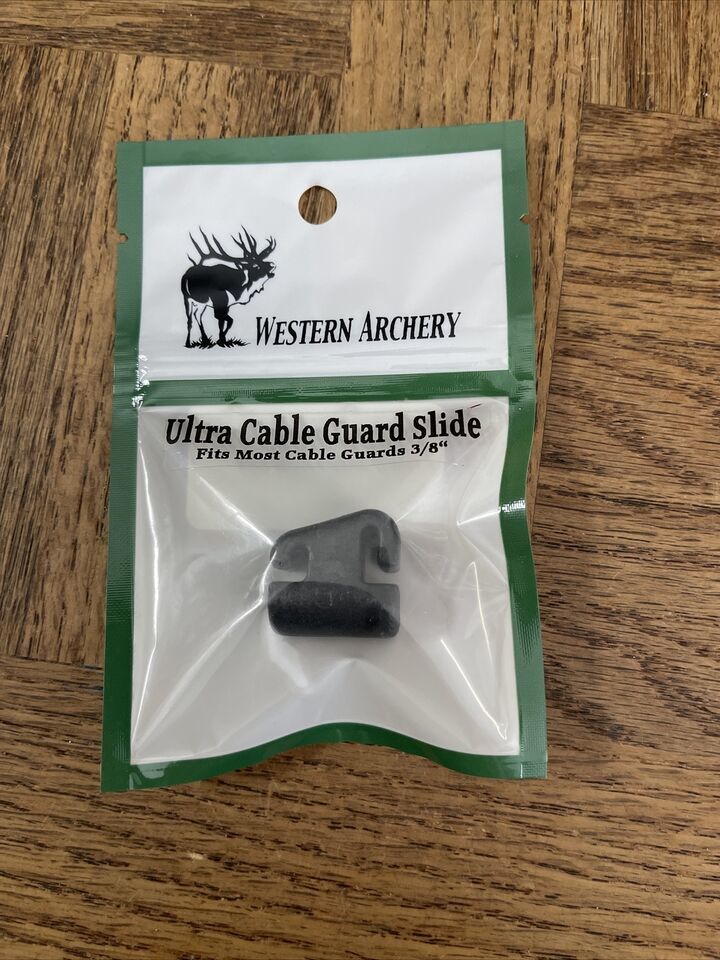 WESTERN ARCHERY
Ultra Cable Guard Slide
Fits Most Cable Guards 3/8“